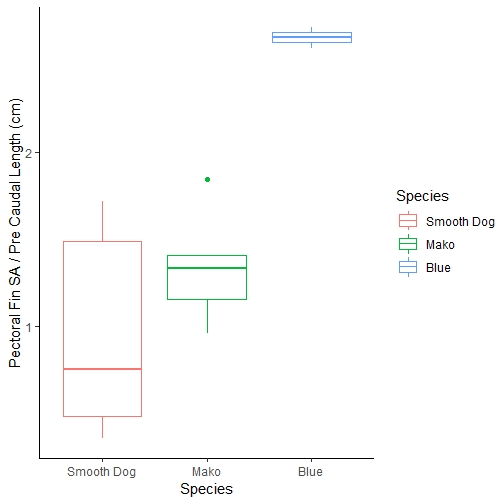 Pectoral Fin SA / Pre Caudal Length (cm)
2
1
Smooth Dog
Mako
Blue
Species
Species
Smooth Dog
Mako
Blue